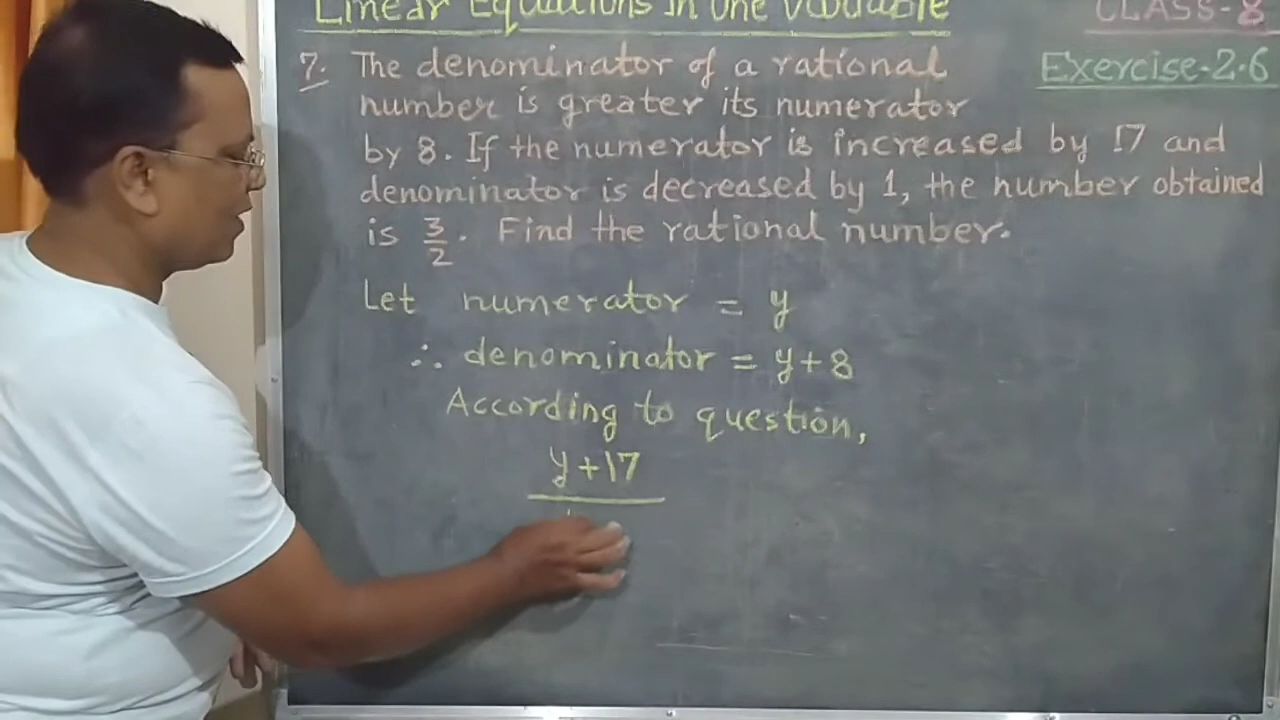 Linear Equations in One Variable
CLASS-8
Exercise-2.6
7. The denominator of a rational
number is greater its numerator
by 8. If the numerator is increased by 17 and
denominator is decreased by 1, the number obtained
is 3/2. Find the rational number.
Let numerator = y
∴ denominator = y+8
According to question,
y+17